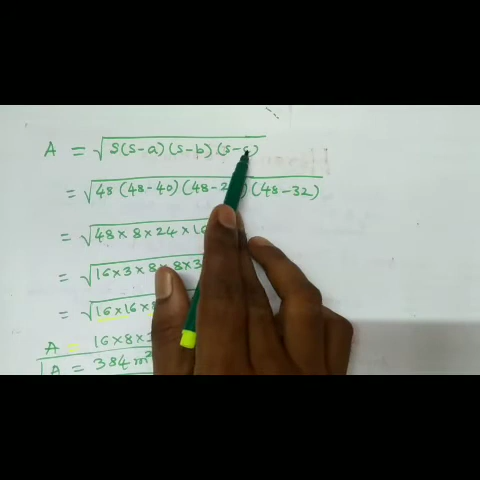 A = √S(s-a)(s-b)(s-c)
= √48(48-40)(48-2 )(48-32)
= √48×8×24×16
= √16×3×8×8×3
= √16×16×8
A = 16×8×
A = 384 m²